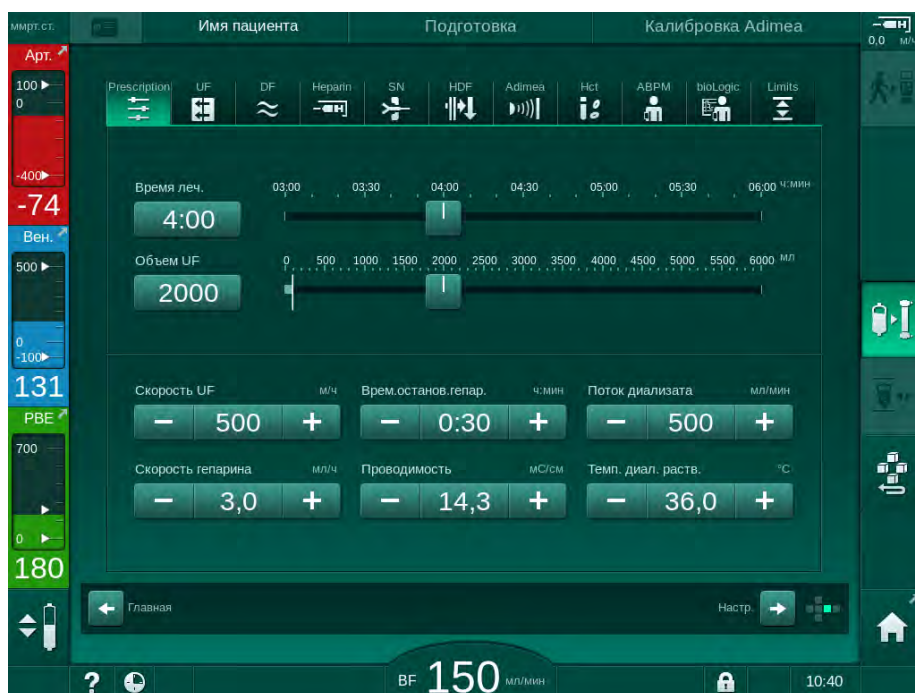 ммрт.ст. Имя пациента Подготовка Калибровка Adimea
0,0 м/ч
Арт.
100
0
-400
-74
Вен.
500
0
-100
131
PBE
700
0
180
Prescription UF DF Heparin SN HDF Adimea Hct ABPM bioLogic Limits
Время леч. 03:00 03:30 04:00 04:30 05:00 05:30 06:00 ч:мин
4:00
Объем UF 0 500 1000 1500 2000 2500 3000 3500 4000 4500 5000 5500 6000 мл
2000
Скорость UF м/ч Врем.останов.гепар. ч:мин Поток диализата мл/мин
− 500 + − 0:30 + − 500 +
Скорость гепарина мл/ч Проводимость мС/см Темп. диал. раств. °C
− 3,0 + − 14,3 + − 36,0 +
Главная Настр.
? BF 150 мл/мин 10:40